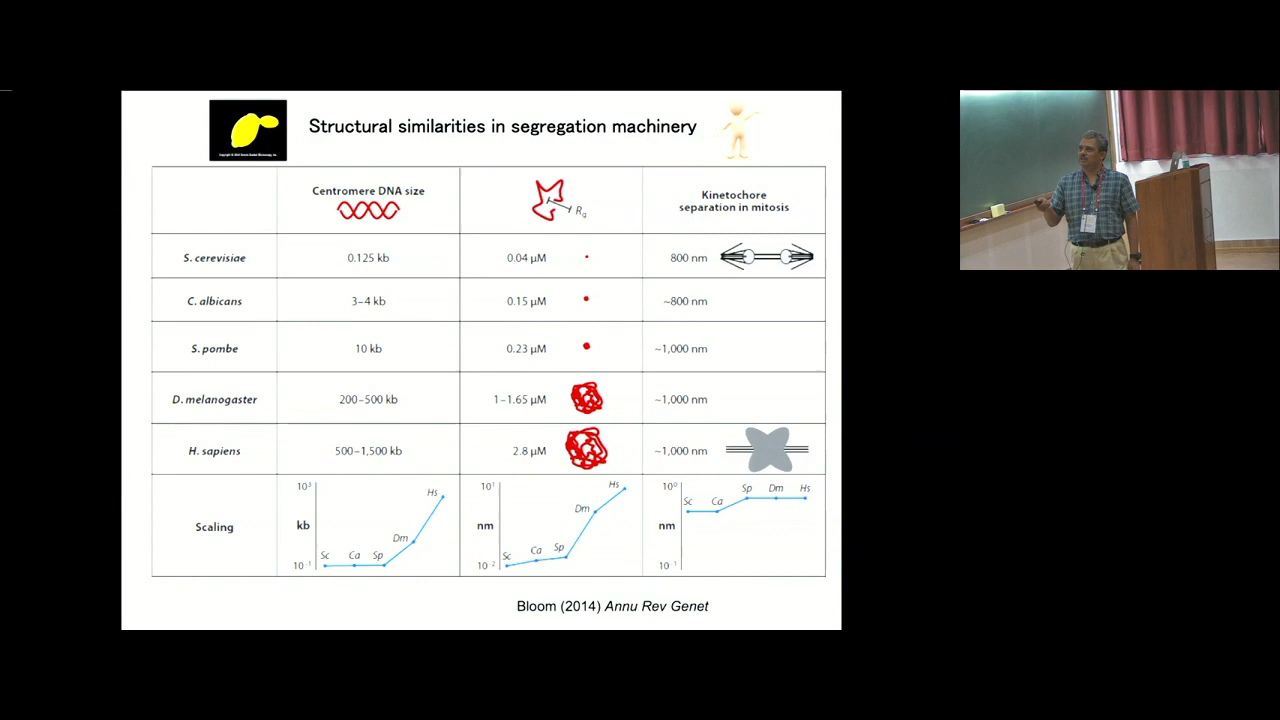 Structural similarities in segregation machinery
Centromere DNA size
Rg
Kinetochore
separation in mitosis
S. cerevisiae
0.125 kb
0.04 µM
800 nm
C. albicans
3–4 kb
0.15 µM
~800 nm
S. pombe
10 kb
0.23 µM
~1,000 nm
D. melanogaster
200–500 kb
1–1.65 µM
~1,000 nm
H. sapiens
500–1,500 kb
2.8 µM
~1,000 nm
Scaling
10³
kb
10⁻¹
Sc
Ca
Sp
Dm
Hs
10¹
nm
10⁻²
Sc
Ca
Sp
Dm
Hs
10⁰
nm
10⁻¹
Sc
Ca
Sp
Dm
Hs
Bloom (2014) Annu Rev Genet